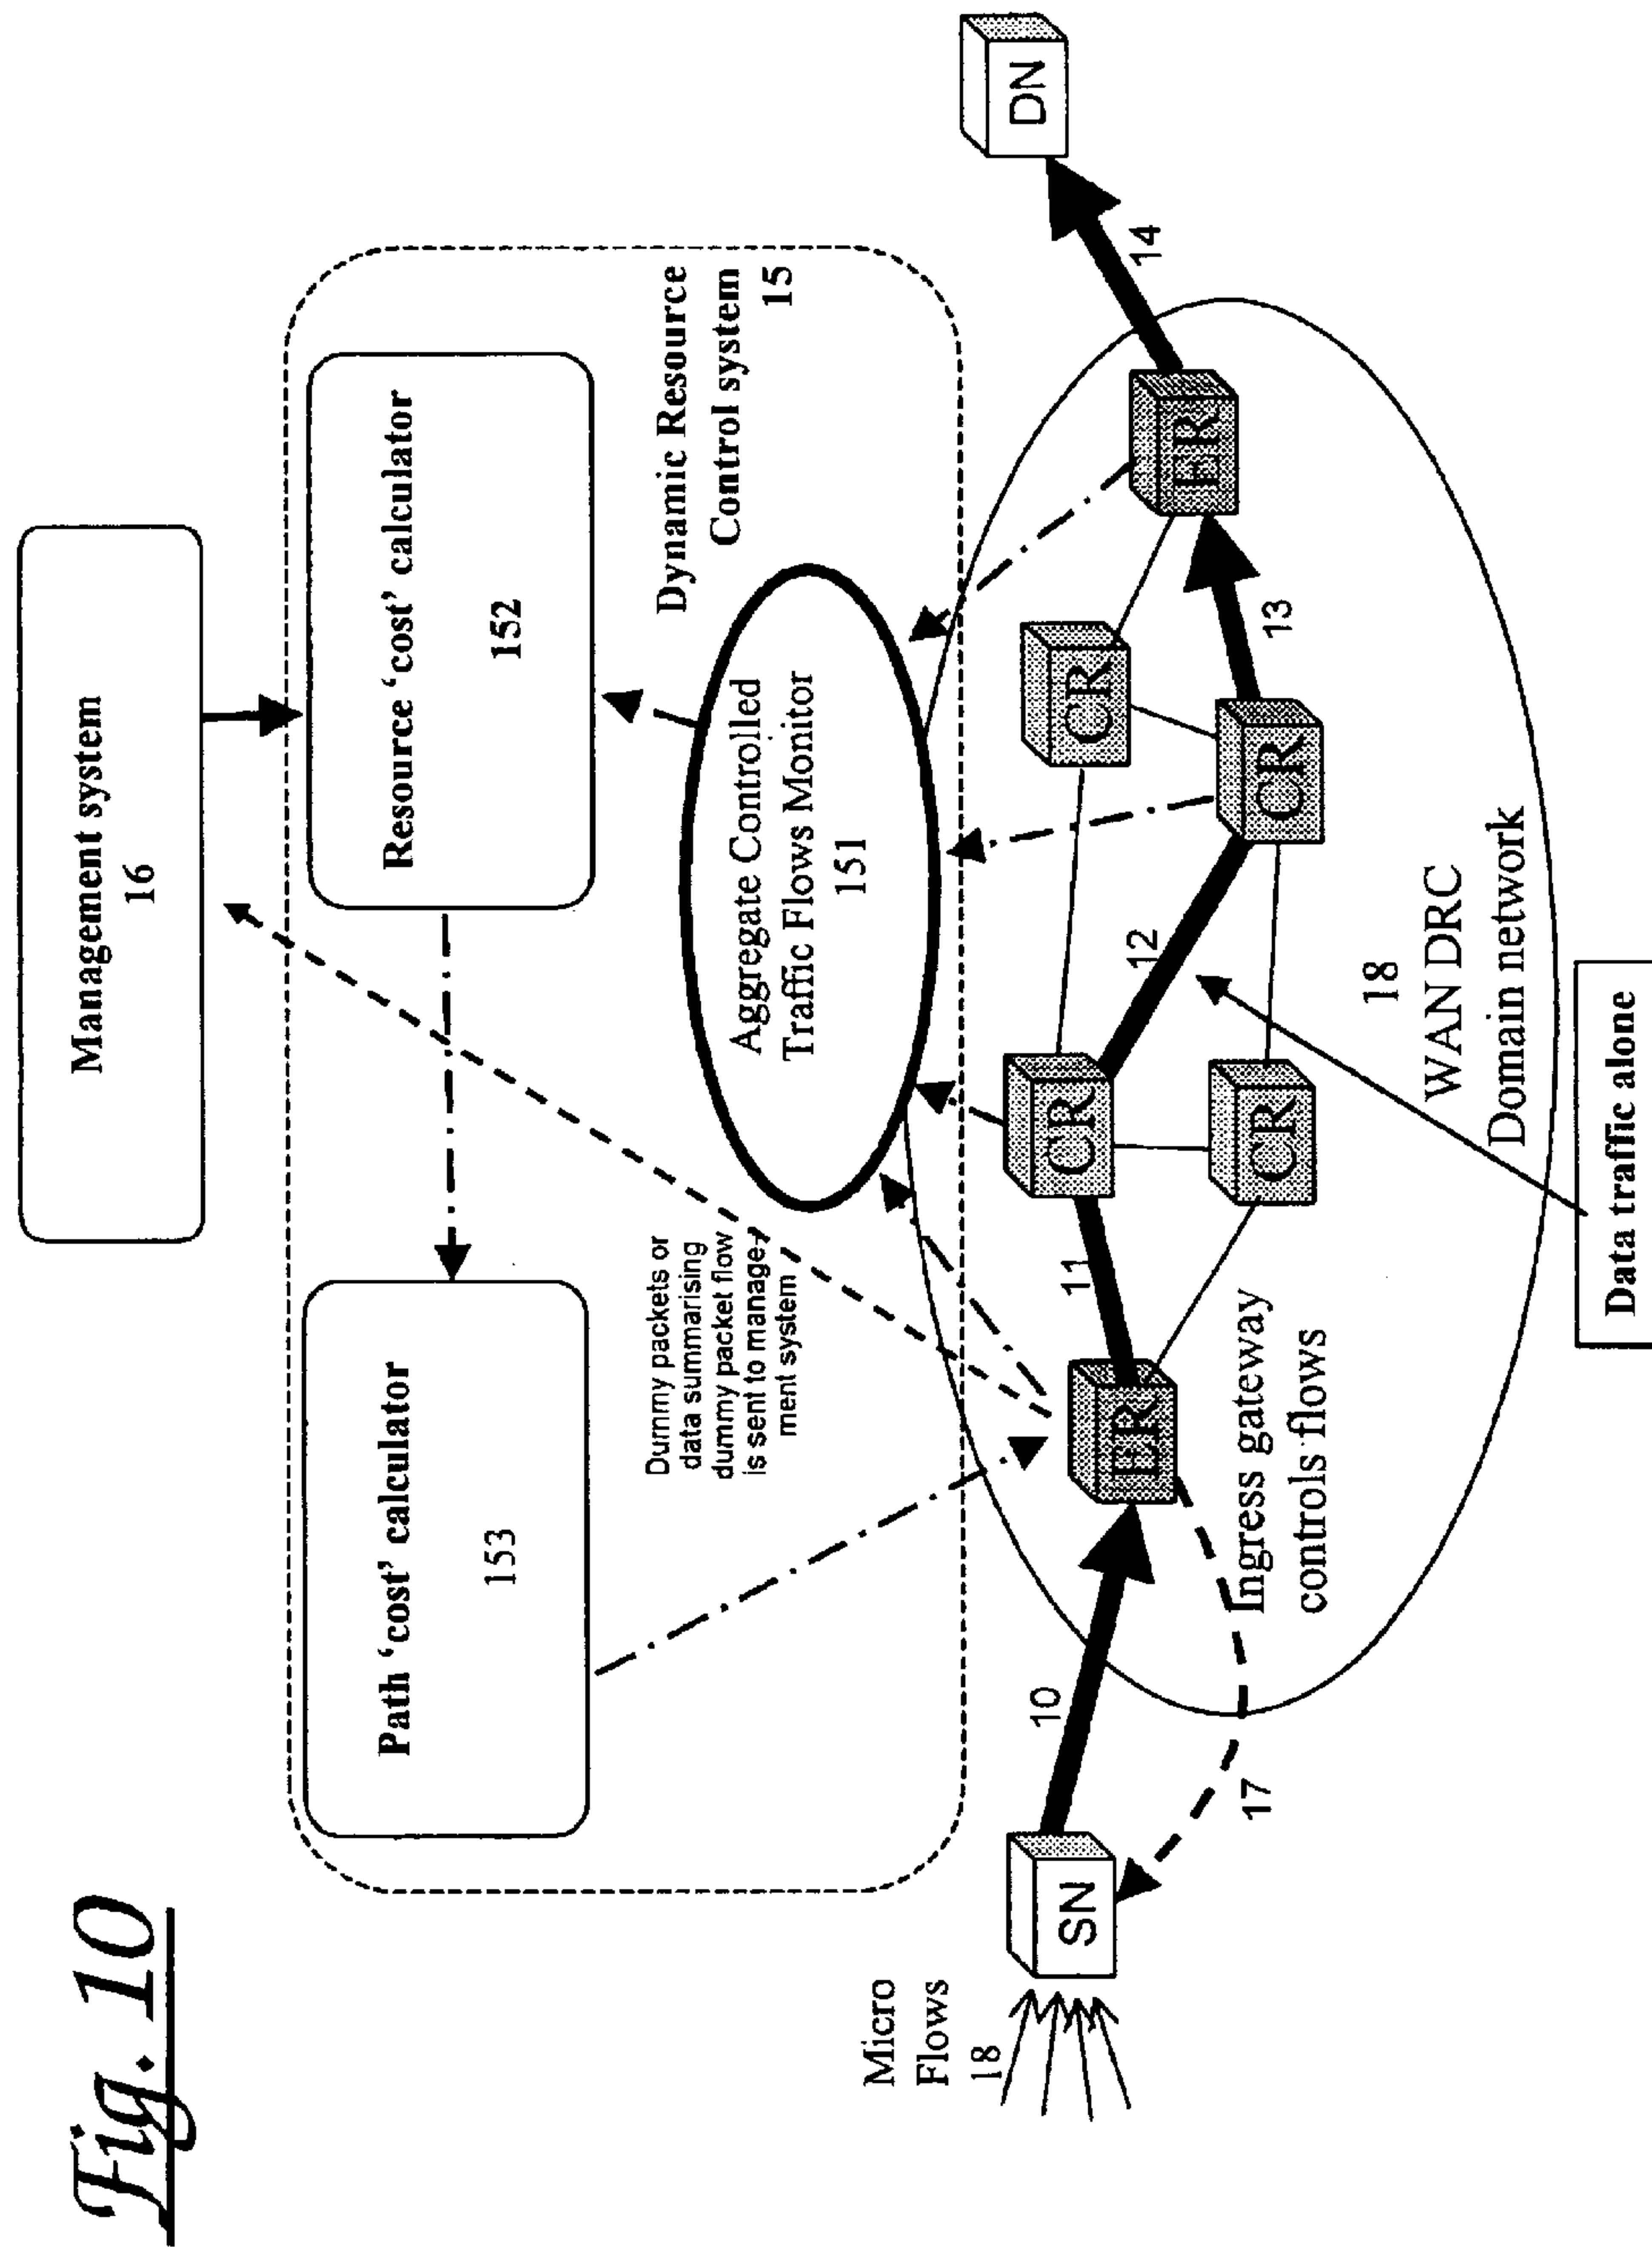 Fig. 10
Management system
16
Path ‘cost’ calculator
153
Resource ‘cost’ calculator
152
Dynamic Resource
Control system
15
Dummy packets or
data summarising
dummy packet flow
is sent to manage-
ment system
Aggregate Controlled
Traffic Flows Monitor
151
Micro
Flows
18
SN
10
17
ER
11
CR
CR
12
CR
CR
13
ER
14
DN
Ingress gateway
controls flows
18
WAN DRC
Domain network
Data traffic alone